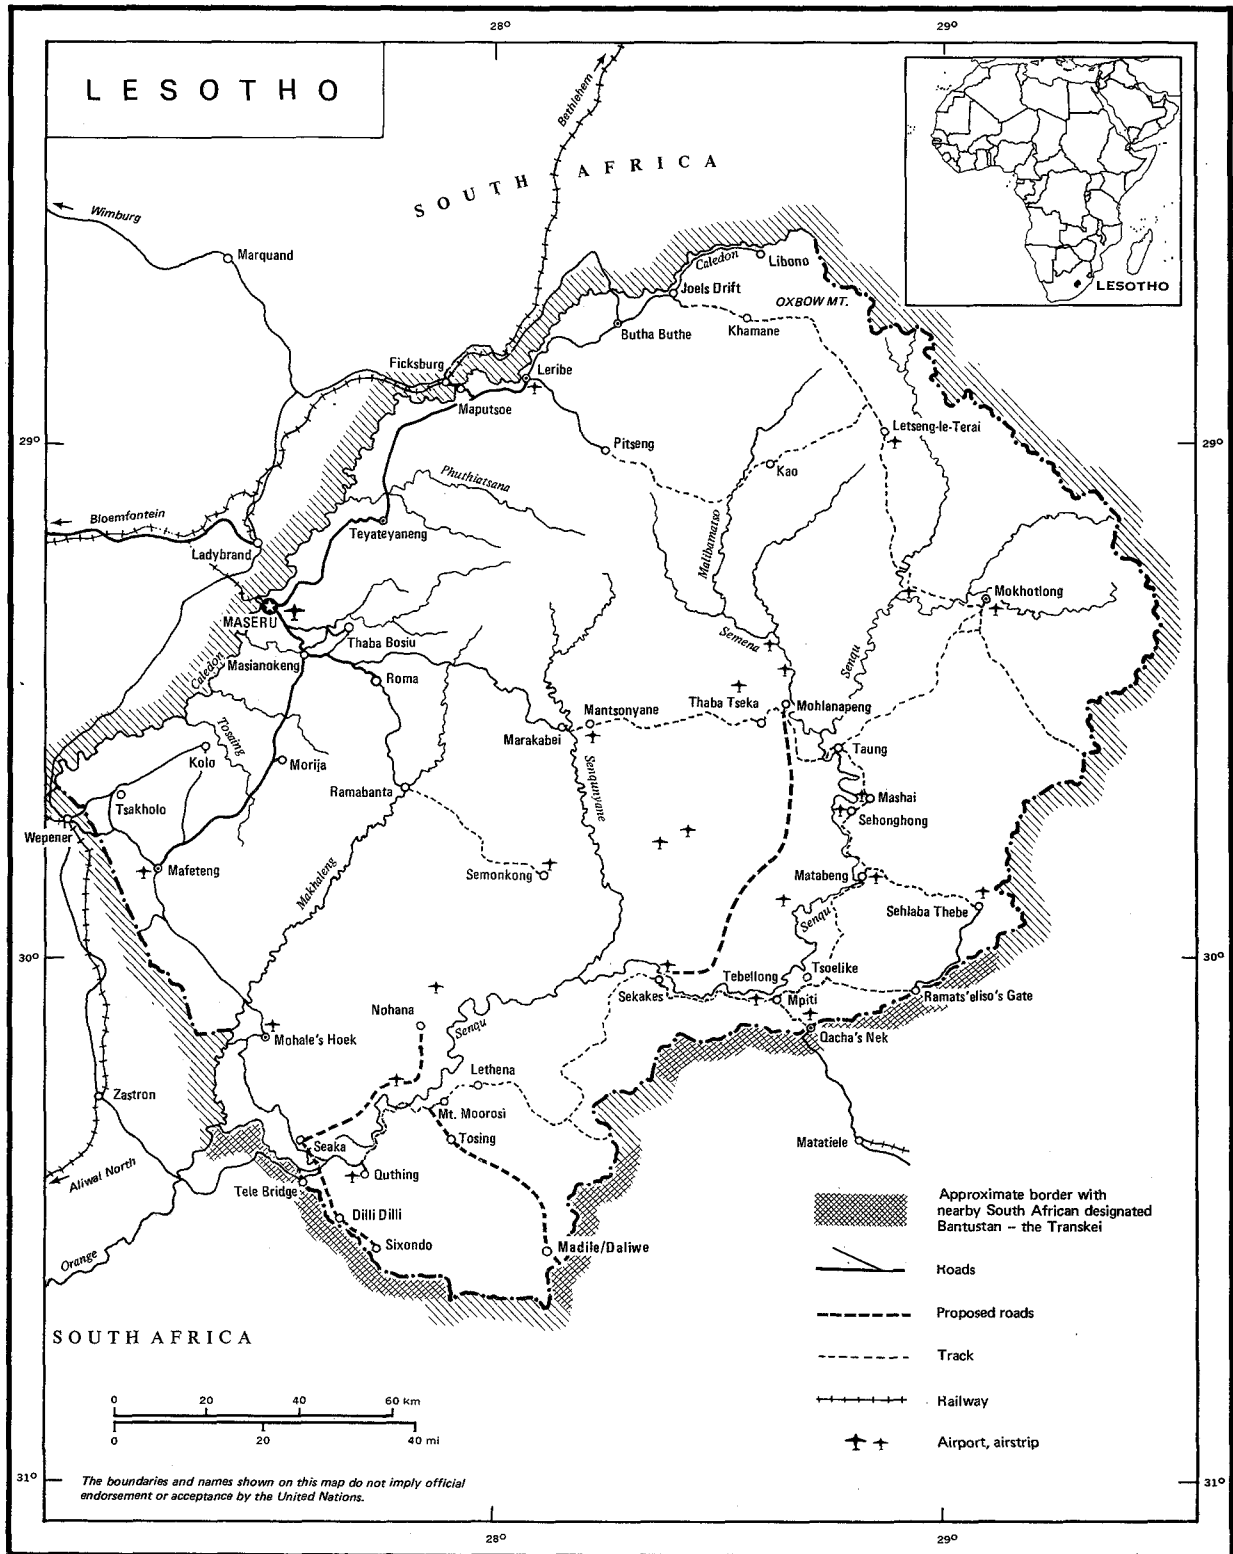 28°
29°
LESOTHO
Bethlehem
SOUTH AFRICA
Wimburg
Marquand
LESOTHO
Caledon
Libono
Joels Drift
OXBOW MT.
Khamane
Butha Buthe
Ficksburg
Leribe
Maputsoe
29°
29°
Letseng-le-Terai
Pitseng
Kao
Phuthiatsana
Bloemfontein
Teyateyaneng
Ladybrand
Malibamatso
Mokhotlong
MASERU
Thaba Bosiu
Semena
Senqu
Masianokeng
Caledon
Roma
Thaba Tseka
Mohlanapeng
Mantsonyane
Marakabei
Tosaing
Taung
Kolo
Morija
Senqunyane
Ramabanta
Tsakholo
Mashai
Sehonghong
Wepener
Mafeteng
Makhaleng
Semonkong
Matabeng
Sehlaba Thebe
Senqu
30°
30°
Tebellong
Tsoelike
Sekakes
Mpiti
Ramats'eliso's Gate
Nohana
Senqu
Mohale's Hoek
Qacha's Nek
Lethena
Zastron
Mt. Moorosi
Tosing
Seaka
Matatiele
Aliwal North
Quthing
Tele Bridge
Dilli Dilli
Sixondo
Madile/Daliwe
Orange
Approximate border with
nearby South African designated
Bantustan – the Transkei
Roads
SOUTH AFRICA
Proposed roads
Track
0 20 40 60 km
Railway
0 20 40 mi
Airport, airstrip
31°
31°
The boundaries and names shown on this map do not imply official
endorsement or acceptance by the United Nations.
28°
29°